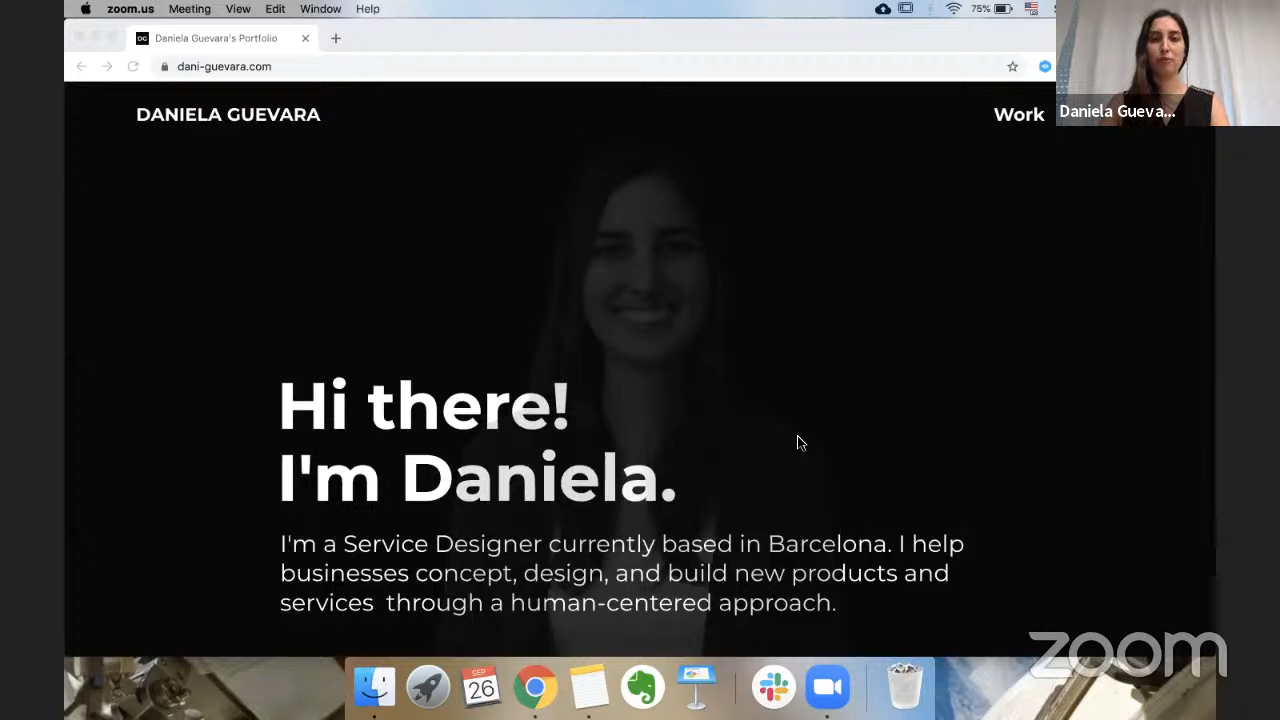 zoom.us Meeting View Edit Window Help 75%
DG Daniela Guevara's Portfolio
dani-guevara.com
Daniela Gueva...
DANIELA GUEVARA Work
Hi there!
I'm Daniela.
I'm a Service Designer currently based in Barcelona. I help
businesses concept, design, and build new products and
services through a human-centered approach.
zoom
SEP
26